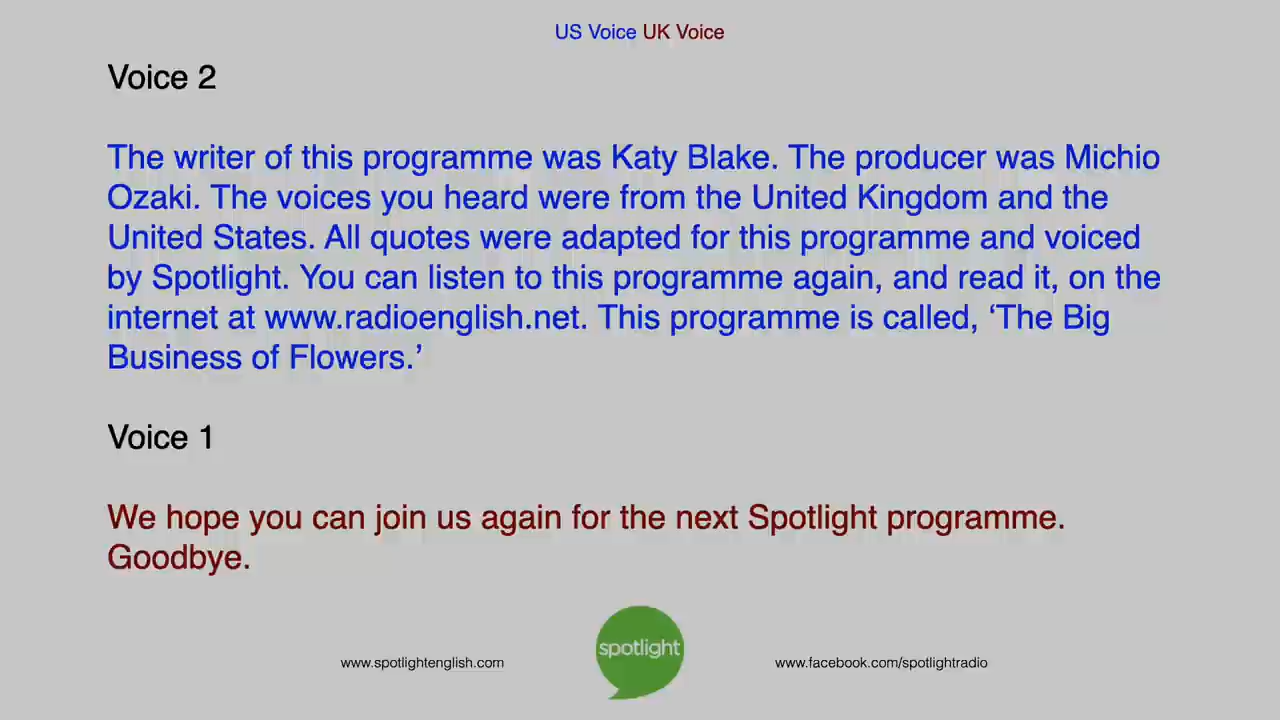 US Voice UK Voice
Voice 2
The writer of this programme was Katy Blake. The producer was Michio
Ozaki. The voices you heard were from the United Kingdom and the
United States. All quotes were adapted for this programme and voiced
by Spotlight. You can listen to this programme again, and read it, on the
internet at www.radioenglish.net. This programme is called, ‘The Big
Business of Flowers.’
Voice 1
We hope you can join us again for the next Spotlight programme.
Goodbye.
spotlight
www.spotlightenglish.com
www.facebook.com/spotlightradio